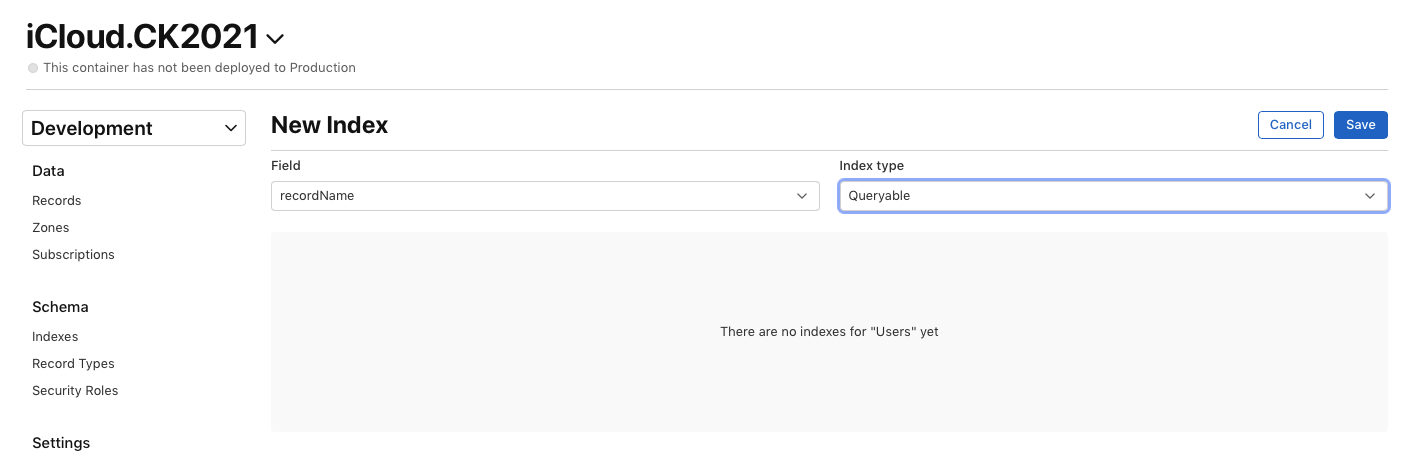 iCloud.CK2021
This container has not been deployed to Production
Development
Data
Records
Zones
Subscriptions
Schema
Indexes
Record Types
Security Roles
Settings
New Index
Cancel
Save
Field
recordName
Index type
Queryable
There are no indexes for "Users" yet